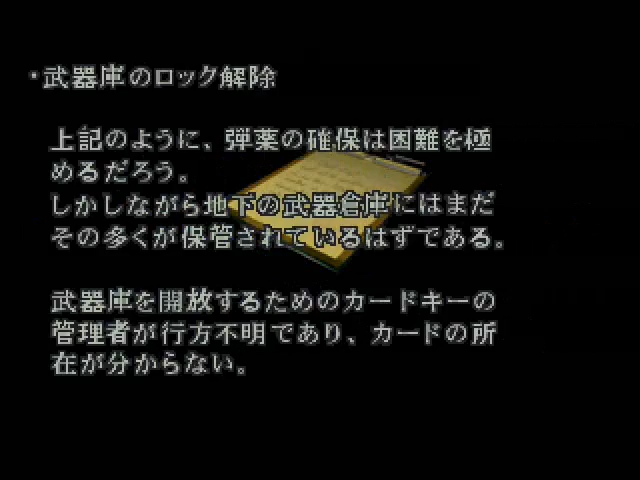 ・武器庫のロック解除
上記のように、弾薬の確保は困難を極
めるだろう。
しかしながら地下の武器倉庫にはまだ
その多くが保管されているはずである。
武器庫を開放するためのカードキーの
管理者が行方不明であり、カードの所
在が分からない。